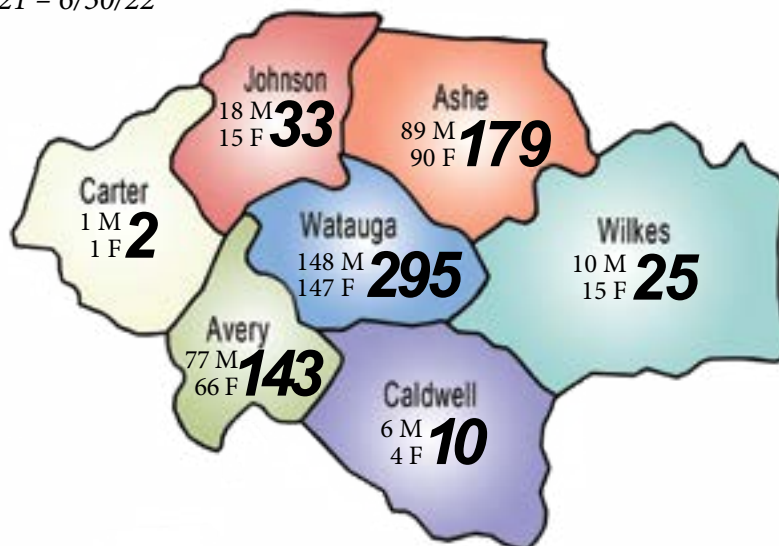 21 – 6/30/22
Johnson
18 M
15 F
33
Ashe
89 M
90 F
179
Carter
1 M
1 F
2
Watauga
148 M
147 F
295
Wilkes
10 M
15 F
25
Avery
77 M
66 F
143
Caldwell
6 M
4 F
10